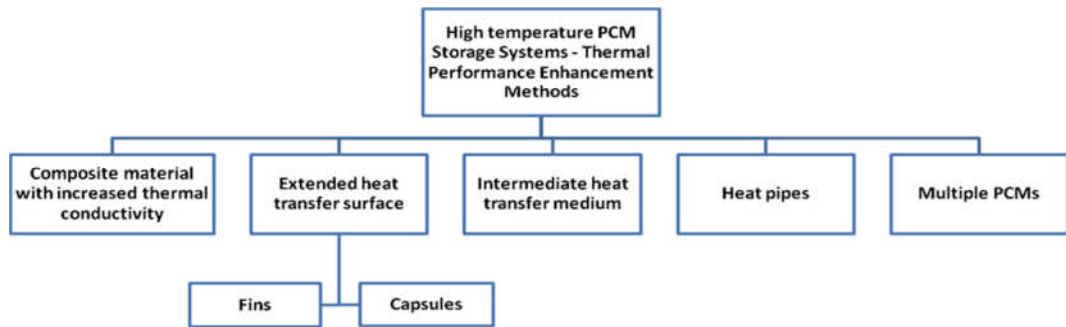 High temperature PCM
Storage Systems - Thermal
Performance Enhancement
Methods
Composite material
with increased thermal
conductivity
Extended heat
transfer surface
Intermediate heat
transfer medium
Heat pipes
Multiple PCMs
Fins
Capsules